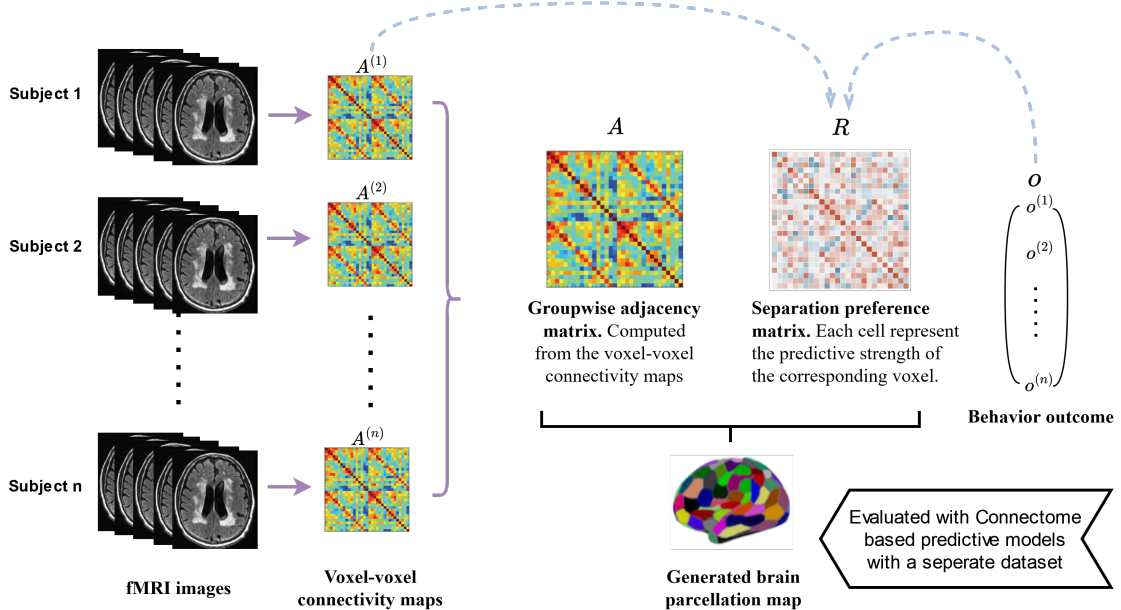 Subject 1
A^{(1)}
Subject 2
A^{(2)}
Subject n
A^{(n)}
fMRI images
Voxel-voxel
connectivity maps
A
Groupwise adjacency
matrix. Computed
from the voxel-voxel
connectivity maps
R
Separation preference
matrix. Each cell represent
the predictive strength of
the corresponding voxel.
o
o^{(1)}
o^{(2)}
o^{(n)}
Behavior outcome
Generated brain
parcellation map
Evaluated with Connectome
based predictive models
with a seperate dataset